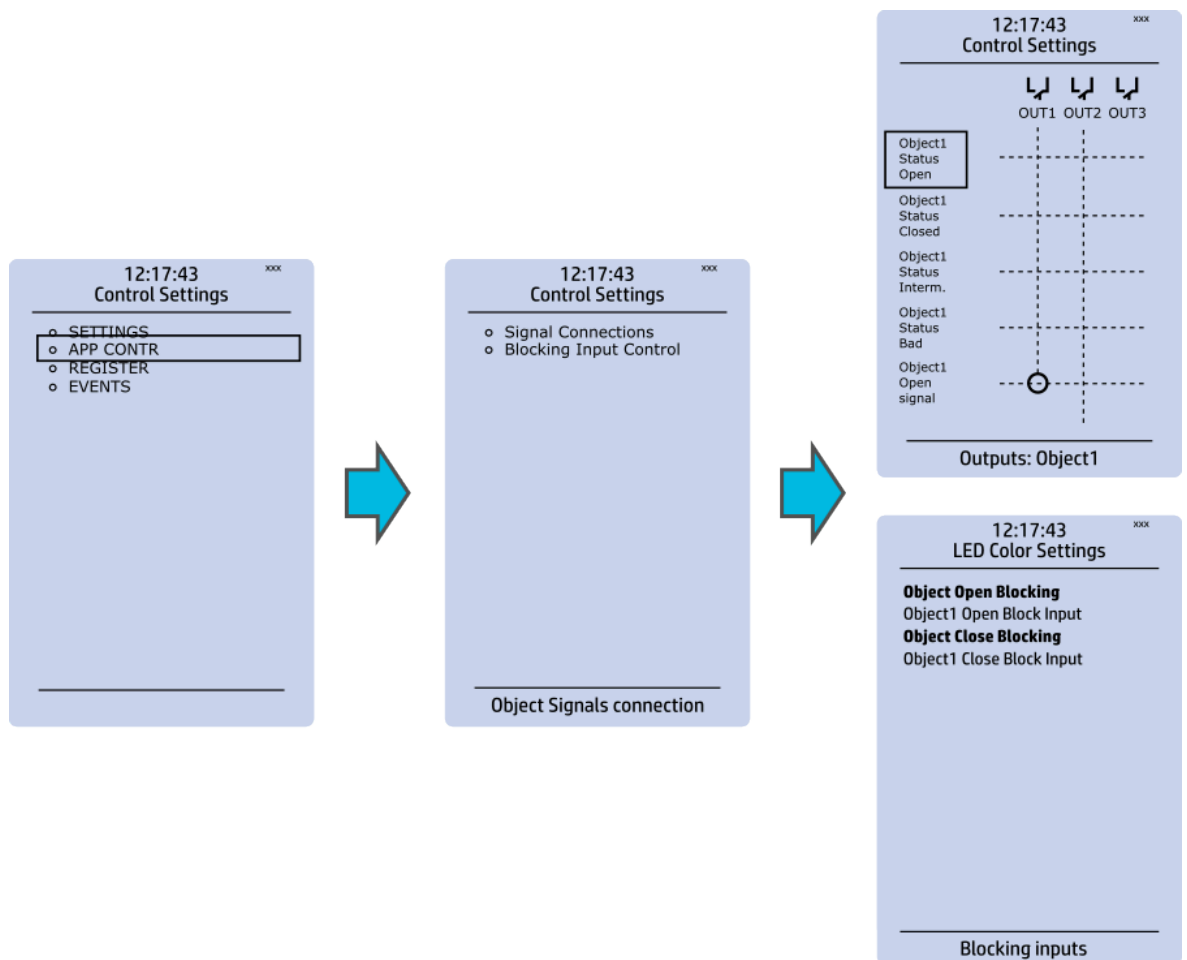 12:17:43 xxx
Control Settings
SETTINGS
APP CONTR
REGISTER
EVENTS
12:17:43 xxx
Control Settings
Signal Connections
Blocking Input Control
Object Signals connection
12:17:43 xxx
Control Settings
OUT1 OUT2 OUT3
Object1
Status
Open
Object1
Status
Closed
Object1
Status
Interm.
Object1
Status
Bad
Object1
Open
signal
Outputs: Object1
12:17:43 xxx
LED Color Settings
Object Open Blocking
Object1 Open Block Input
Object Close Blocking
Object1 Close Block Input
Blocking inputs